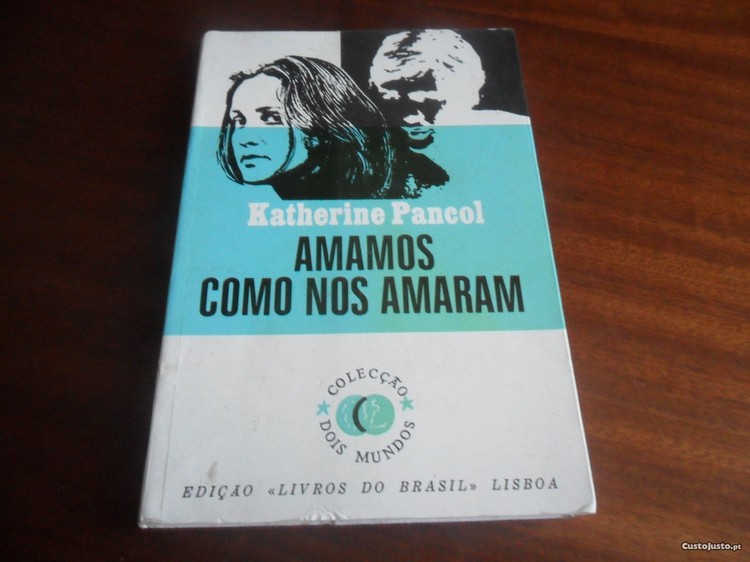 Katherine Pancol
AMAMOS
COMO NOS AMARAM
COLECÇÃO
DOIS MUNDOS
EDIÇÃO «LIVROS DO BRASIL» LISBOA
CustoJusto.pt